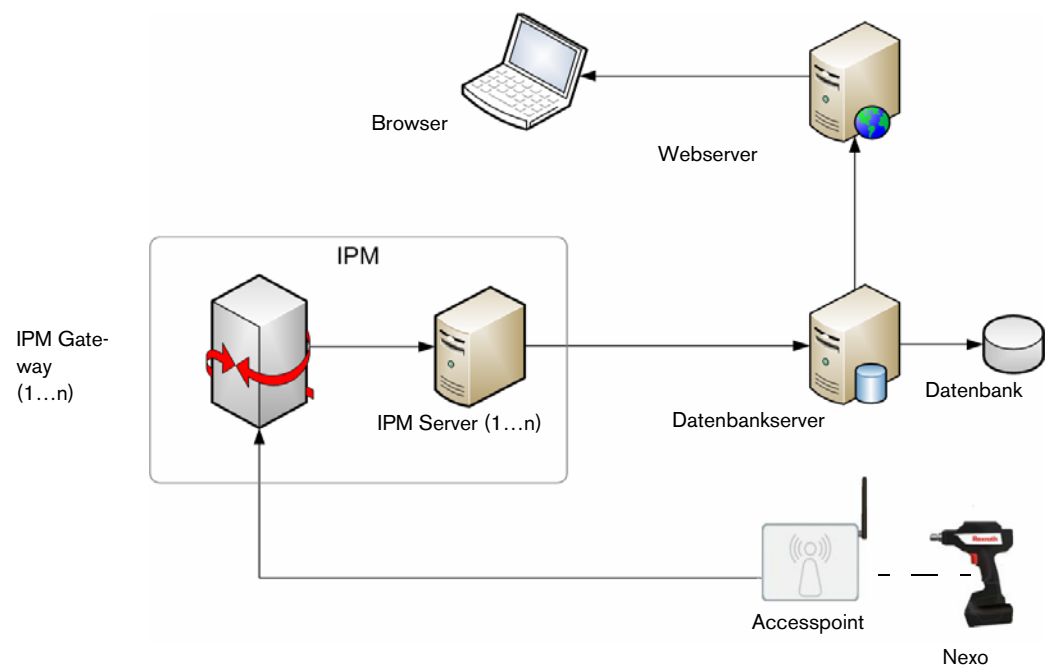 Browser
Webserver
IPM
IPM Gate-
way
(1...n)
IPM Server (1...n)
Datenbankserver
Datenbank
Rexroth
Accesspoint
Nexo